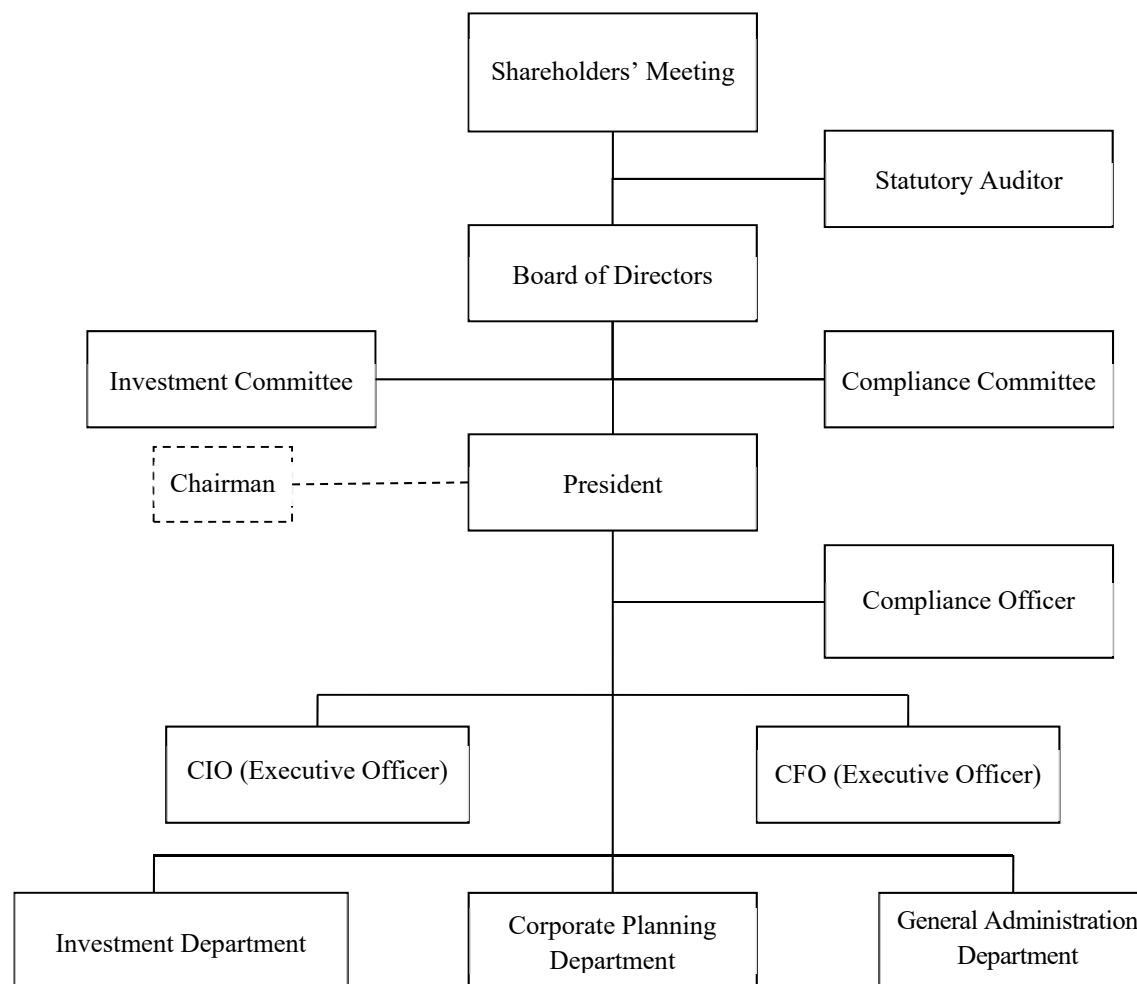 Shareholders’ Meeting
Statutory Auditor
Board of Directors
Investment Committee
Compliance Committee
Chairman
President
Compliance Officer
CIO (Executive Officer)
CFO (Executive Officer)
Investment Department
Corporate Planning
Department
General Administration
Department